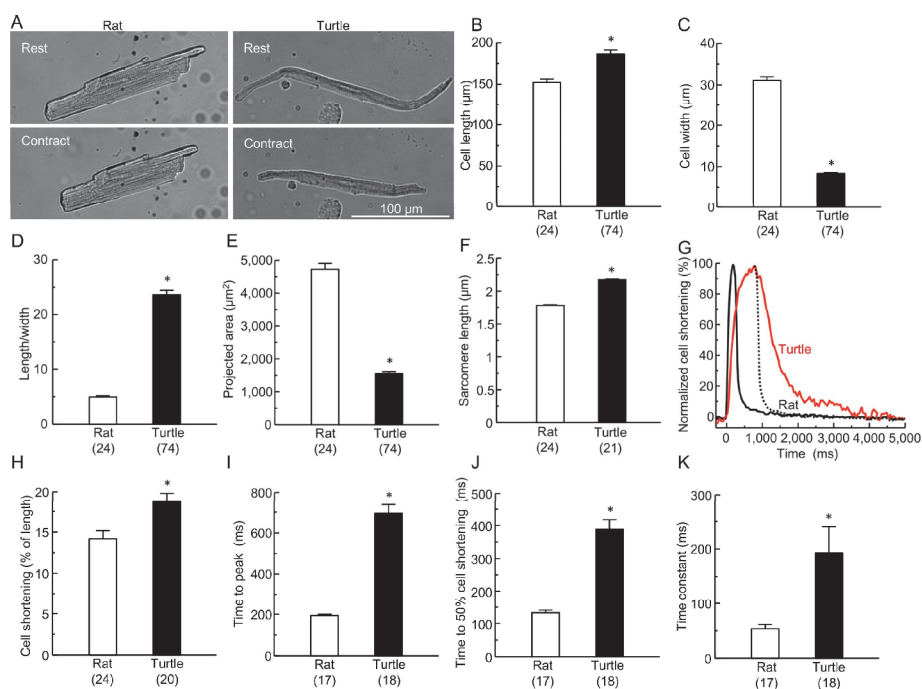 A
Rat
Turtle
Rest
Rest
Contract
Contract
100 µm
B
Cell length (µm)
200
150
100
50
0
Rat
(24)
*
Turtle
(74)
C
Cell width (µm)
40
30
20
10
0
Rat
(24)
*
Turtle
(74)
D
Length/width
30
20
10
0
Rat
(24)
*
Turtle
(74)
E
Projected area (µm²)
5,000
4,000
3,000
2,000
1,000
0
Rat
(24)
*
Turtle
(74)
F
Sarcomere length (µm)
2.5
2
1.5
1
0.5
0
Rat
(24)
*
Turtle
(21)
G
Normalized cell shortening (%)
100
80
60
40
20
0
Turtle
Rat
0 1,000 2,000 3,000 4,000 5,000
Time (ms)
H
Cell shortening (% of length)
20
15
10
5
0
Rat
(24)
*
Turtle
(20)
I
Time to peak (ms)
800
600
400
200
0
Rat
(17)
*
Turtle
(18)
J
Time to 50% cell shortening (ms)
500
400
300
200
100
0
Rat
(17)
*
Turtle
(18)
K
Time constant (ms)
300
200
100
0
Rat
(17)
*
Turtle
(18)